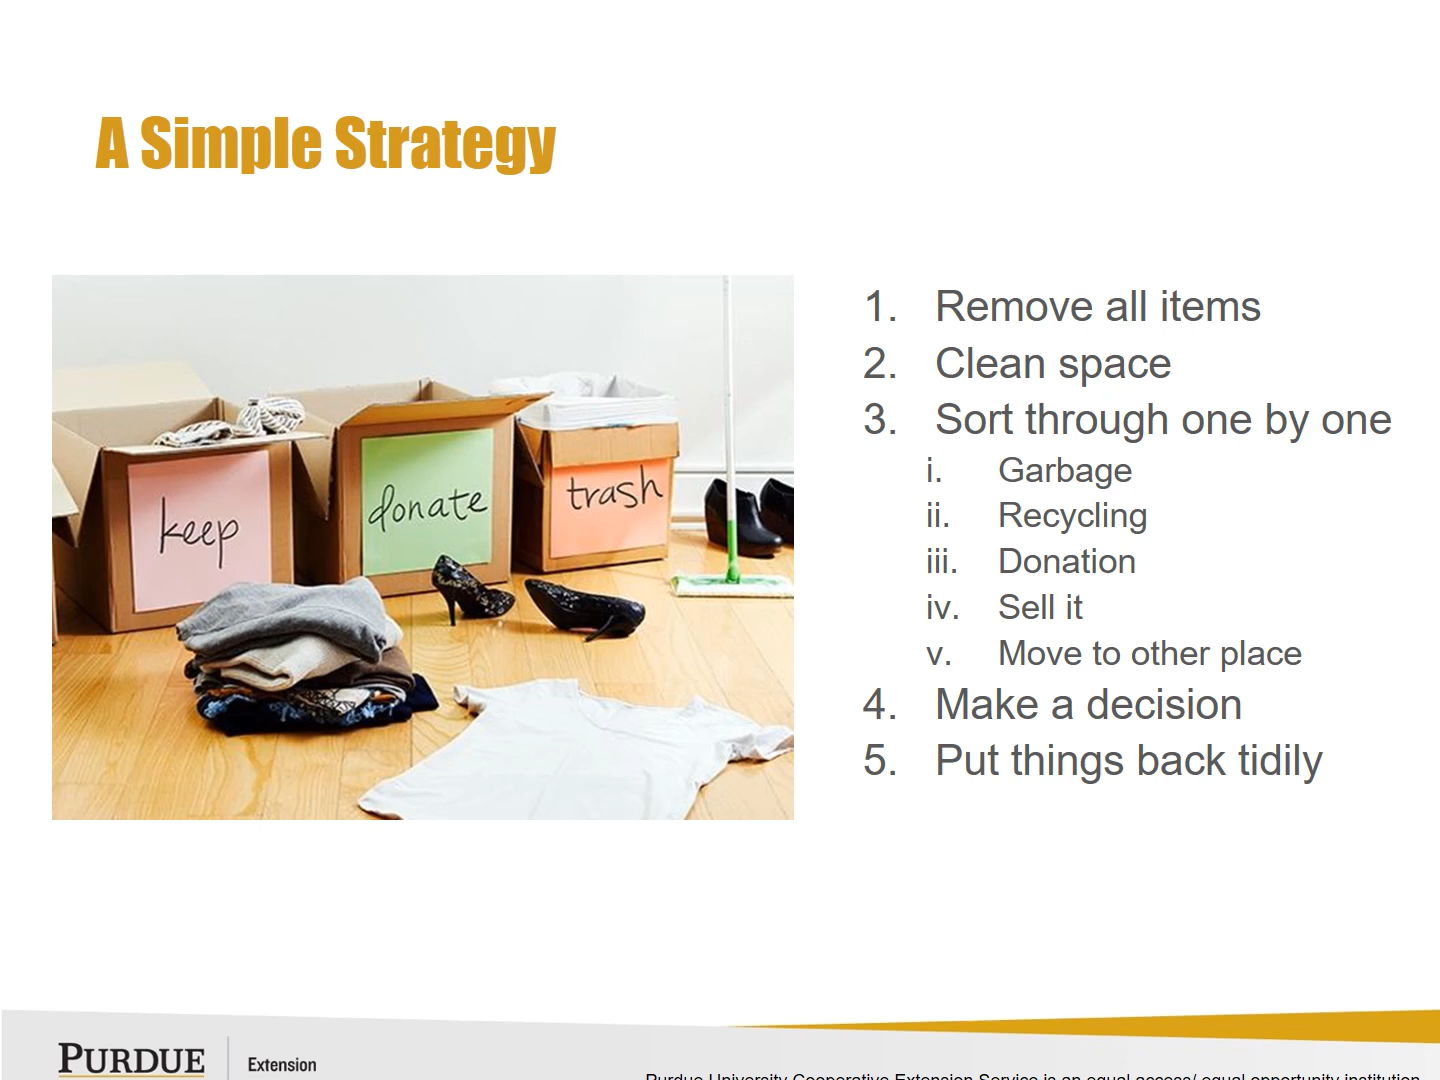 A Simple Strategy
keep
donate
trash
1. Remove all items
2. Clean space
3. Sort through one by one
i. Garbage
ii. Recycling
iii. Donation
iv. Sell it
v. Move to other place
4. Make a decision
5. Put things back tidily
PURDUE
Extension
Purdue University Cooperative Extension Service is an equal access/ equal opportunity institution